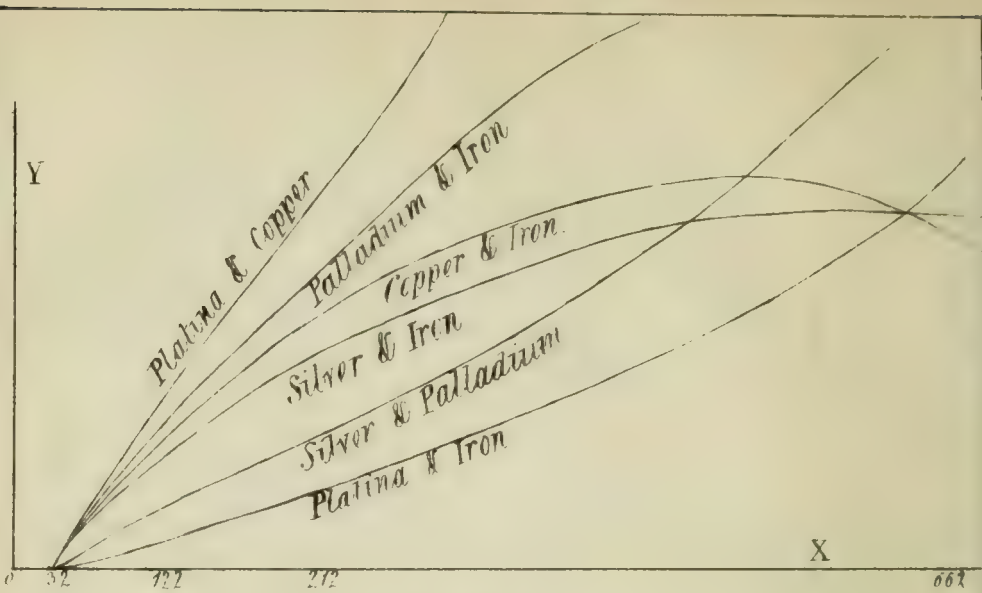 Y
Platina & Copper
Palladium & Iron
Copper & Iron.
Silver & Iron
Silver & Palladium
Platina & Iron
X
0 32 122 212 662